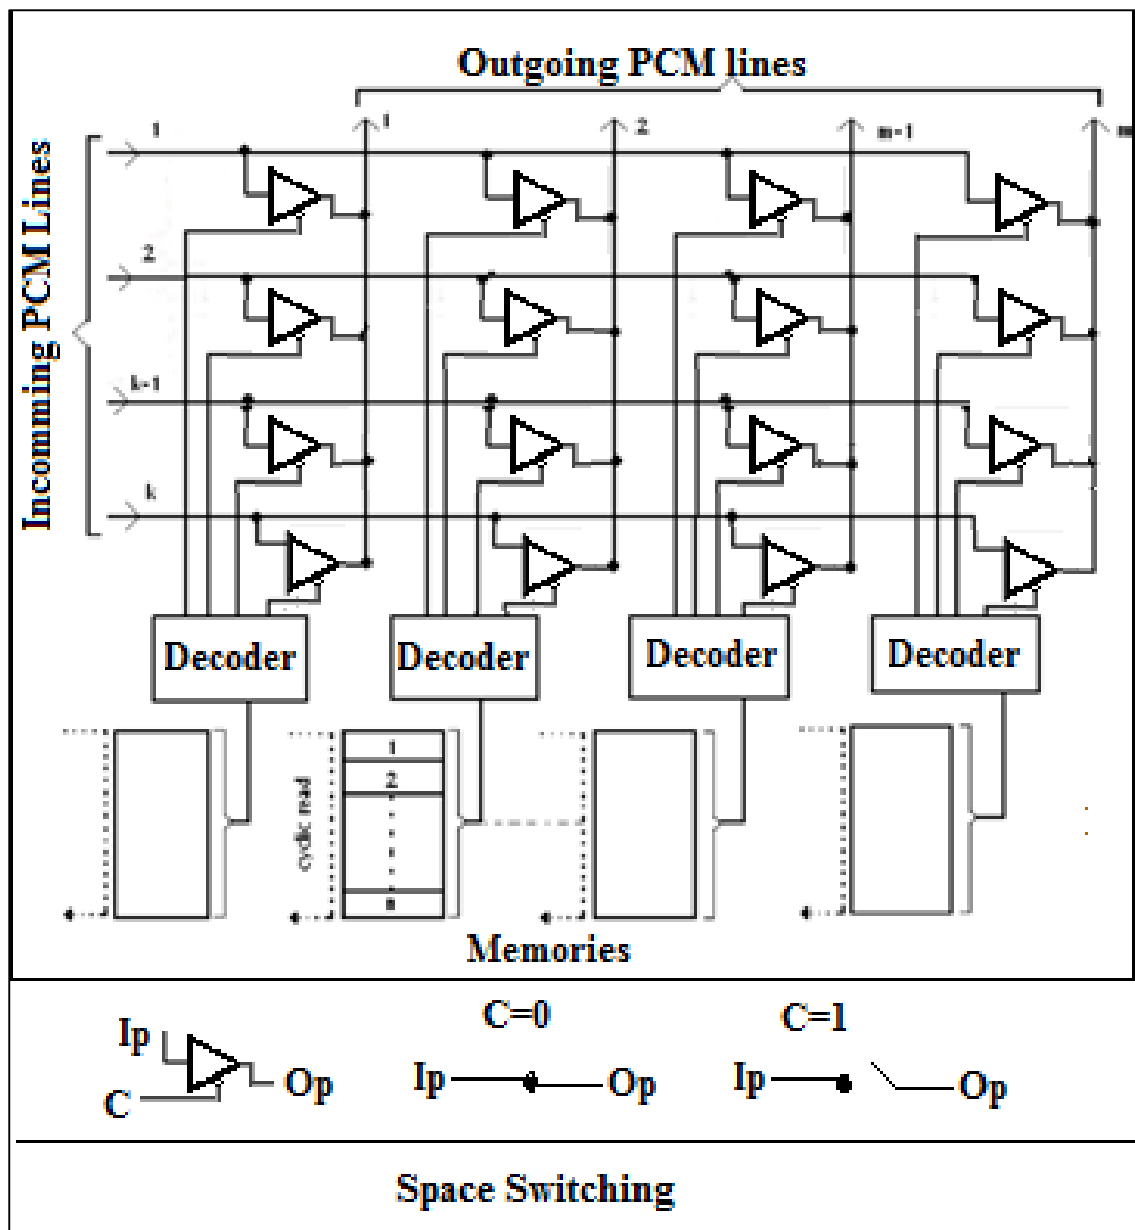 Outgoing PCM lines
1 1 2 m-1 m
Incomming PCM Lines
2
k-1
k
Decoder Decoder Decoder Decoder
cyclic read
1
2
Memories
C=0 C=1
Ip Op Ip Op Ip Op
C
Space Switching